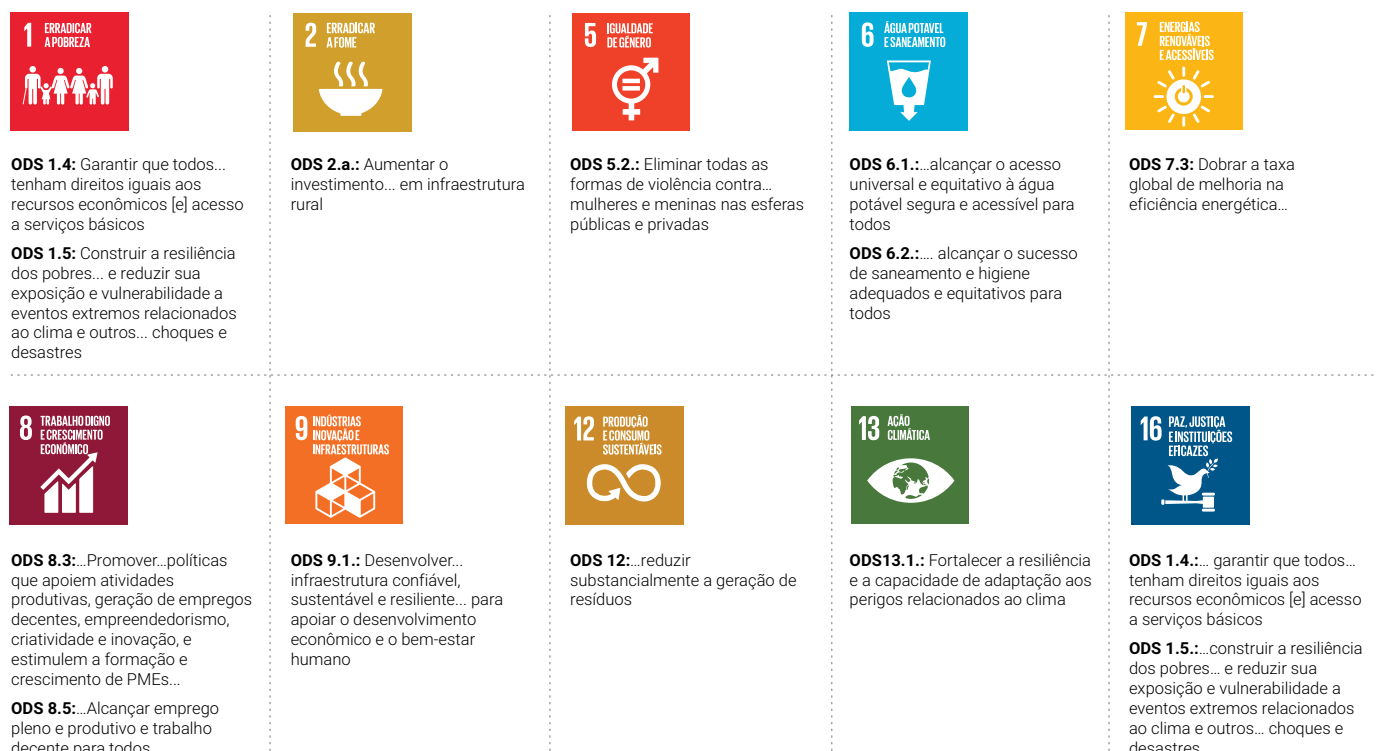 1 ERRADICAR
A POBREZA
ODS 1.4: Garantir que todos...
tenham direitos iguais aos
recursos econômicos [e] acesso
a serviços básicos
ODS 1.5: Construir a resiliência
dos pobres... e reduzir sua
exposição e vulnerabilidade a
eventos extremos relacionados
ao clima e outros... choques e
desastres
2 ERRADICAR
A FOME
ODS 2.a.: Aumentar o
investimento... em infraestrutura
rural
5 IGUALDADE
DE GÊNERO
ODS 5.2.: Eliminar todas as
formas de violência contra…
mulheres e meninas nas esferas
públicas e privadas
6 ÁGUA POTAVEL
E SANEAMENTO
ODS 6.1.:…alcançar o acesso
universal e equitativo à água
potável segura e acessível para
todos
ODS 6.2.:…. alcançar o sucesso
de saneamento e higiene
adequados e equitativos para
todos
7 ENERGIAS
RENOVÁVEIS
E ACESSÍVEIS
ODS 7.3: Dobrar a taxa
global de melhoria na
eficiência energética…
8 TRABALHO DIGNO
E CRESCIMENTO
ECONÓMICO
ODS 8.3:…Promover…políticas
que apoiem atividades
produtivas, geração de empregos
decentes, empreendedorismo,
criatividade e inovação, e
estimulem a formação e
crescimento de PMEs...
ODS 8.5:…Alcançar emprego
pleno e produtivo e trabalho
decente para todos
9 INDÚSTRIAS
INOVAÇÃO E
INFRAESTRUTURAS
ODS 9.1.: Desenvolver...
infraestrutura confiável,
sustentável e resiliente... para
apoiar o desenvolvimento
econômico e o bem-estar
humano
12 PRODUÇÃO
E CONSUMO
SUSTENTÁVEIS
ODS 12:…reduzir
substancialmente a geração de
resíduos
13 AÇÃO
CLIMÁTICA
ODS13.1.: Fortalecer a resiliência
e a capacidade de adaptação aos
perigos relacionados ao clima
16 PAZ, JUSTIÇA
E INSTITUIÇÕES
EFICAZES
ODS 1.4.:… garantir que todos…
tenham direitos iguais aos
recursos econômicos [e] acesso
a serviços básicos
ODS 1.5.:…construir a resiliência
dos pobres… e reduzir sua
exposição e vulnerabilidade a
eventos extremos relacionados
ao clima e outros… choques e
desastres